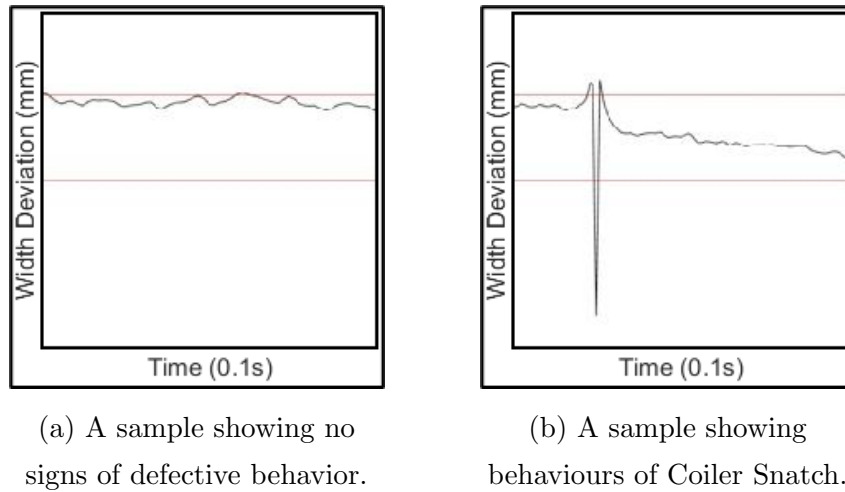 Width Deviation (mm)
Time (0.1s)
(a) A sample showing no
signs of defective behavior.
Width Deviation (mm)
Time (0.1s)
(b) A sample showing
behaviours of Coiler Snatch.